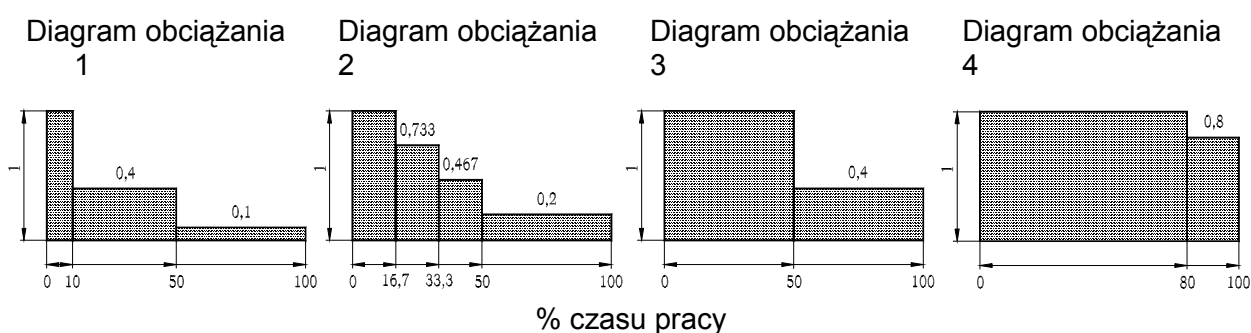 Diagram obciążania
1
Diagram obciążania
2
Diagram obciążania
3
Diagram obciążania
4
1
0,4
0,1
0 10 50 100
1
0,733
0,467
0,2
0 16,7 33,3 50 100
1
0,4
0 50 100
1
0,8
0 80 100
% czasu pracy